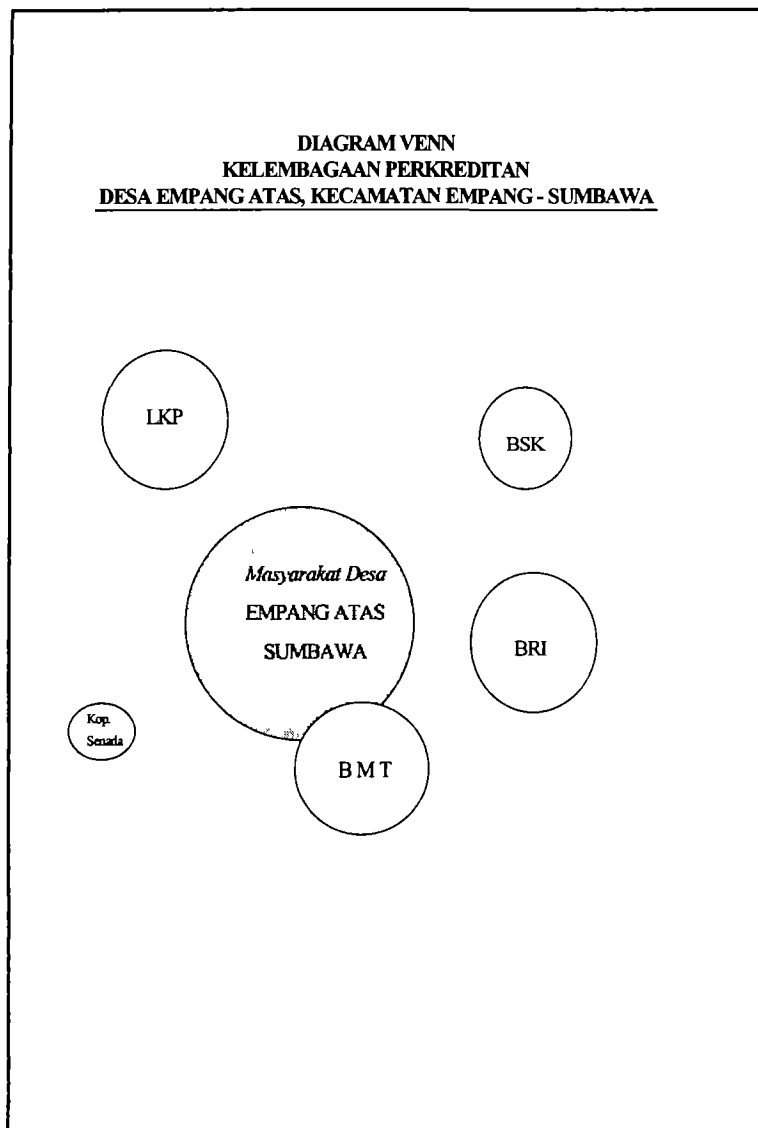 DIAGRAM VENN
KELEMBAGAAN PERKREDITAN
DESA EMPANG ATAS, KECAMATAN EMPANG - SUMBAWA
LKP
BSK
Masyarakat Desa
EMPANG ATAS
SUMBAWA
BRI
Kop.
Senada
B M T